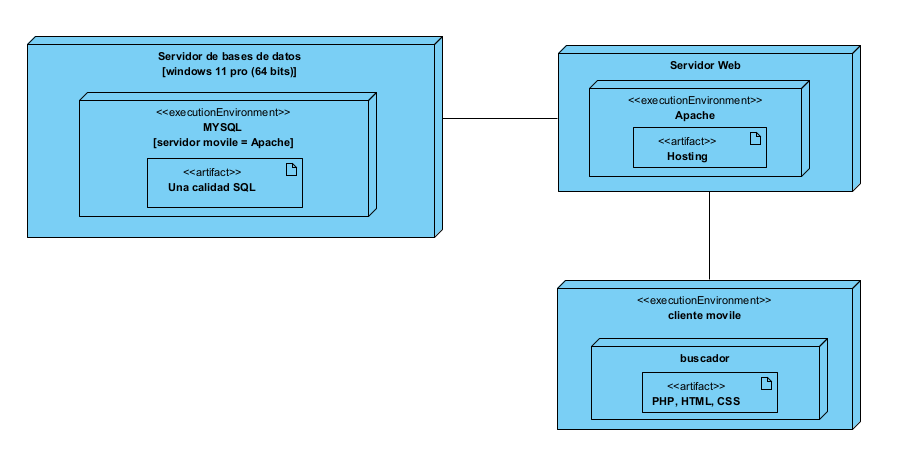 Servidor de bases de datos
[windows 11 pro (64 bits)]
<<executionEnvironment>>
MYSQL
[servidor movile = Apache]
<<artifact>>
Una calidad SQL
Servidor Web
<<executionEnvironment>>
Apache
<<artifact>>
Hosting
<<executionEnvironment>>
cliente movile
buscador
<<artifact>>
PHP, HTML, CSS